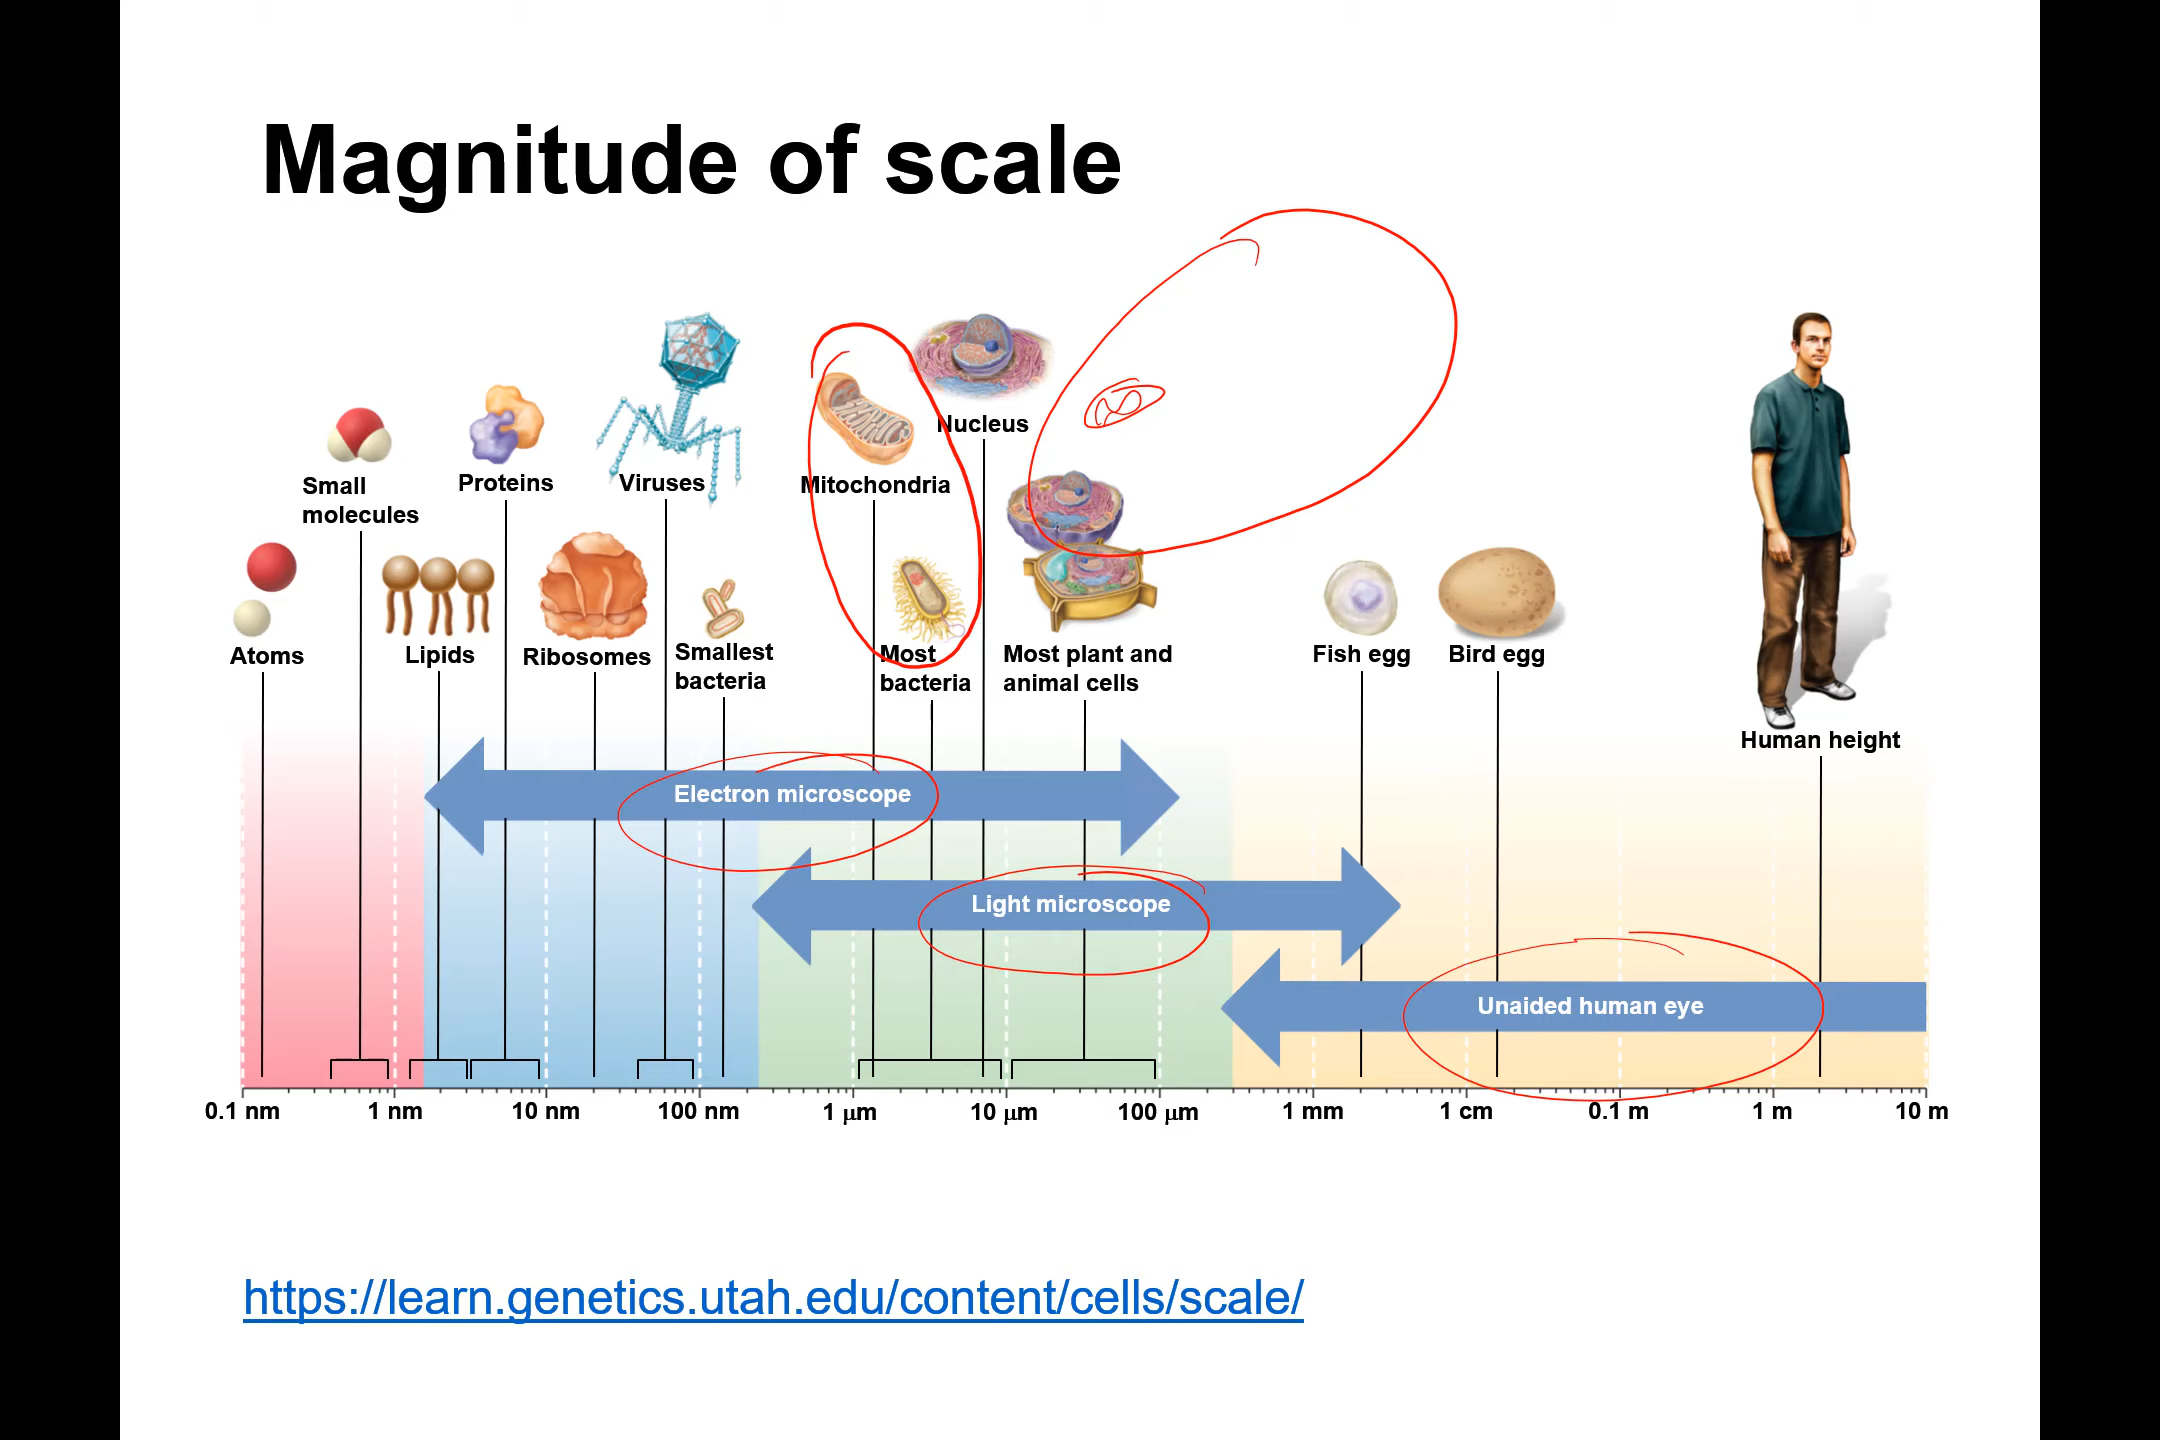 Magnitude of scale
Nucleus
Small
molecules
Proteins
Viruses
Mitochondria
Atoms
Lipids
Ribosomes
Smallest
bacteria
Most
bacteria
Most plant and
animal cells
Fish egg
Bird egg
Human height
Electron microscope
Light microscope
Unaided human eye
0.1 nm 1 nm 10 nm 100 nm 1 μm 10 μm 100 μm 1 mm 1 cm 0.1 m 1 m 10 m
https://learn.genetics.utah.edu/content/cells/scale/